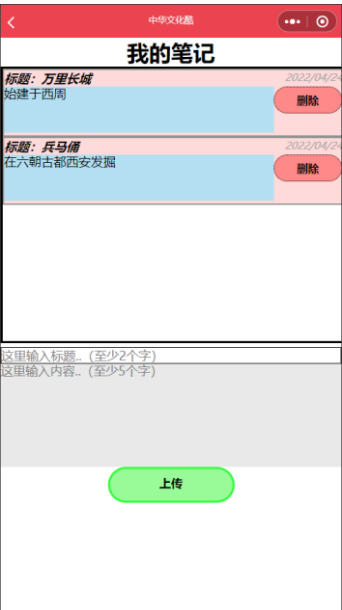 中华文化酷
我的笔记
标题：万里长城 2022/04/24
始建于西周
删除
标题：兵马俑 2022/04/24
在六朝古都西安发掘
删除
这里输入标题..（至少2个字）
这里输入内容..（至少5个字）
上传